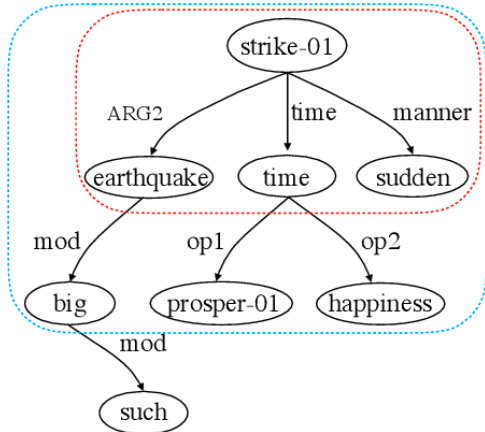 strike-01
ARG2 time manner
earthquake time sudden
mod op1 op2
big prosper-01 happiness
mod
such